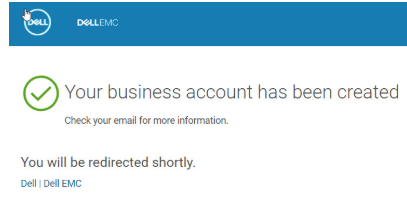 DELL DELLEMC
Your business account has been created
Check your email for more information.
You will be redirected shortly.
Dell | Dell EMC